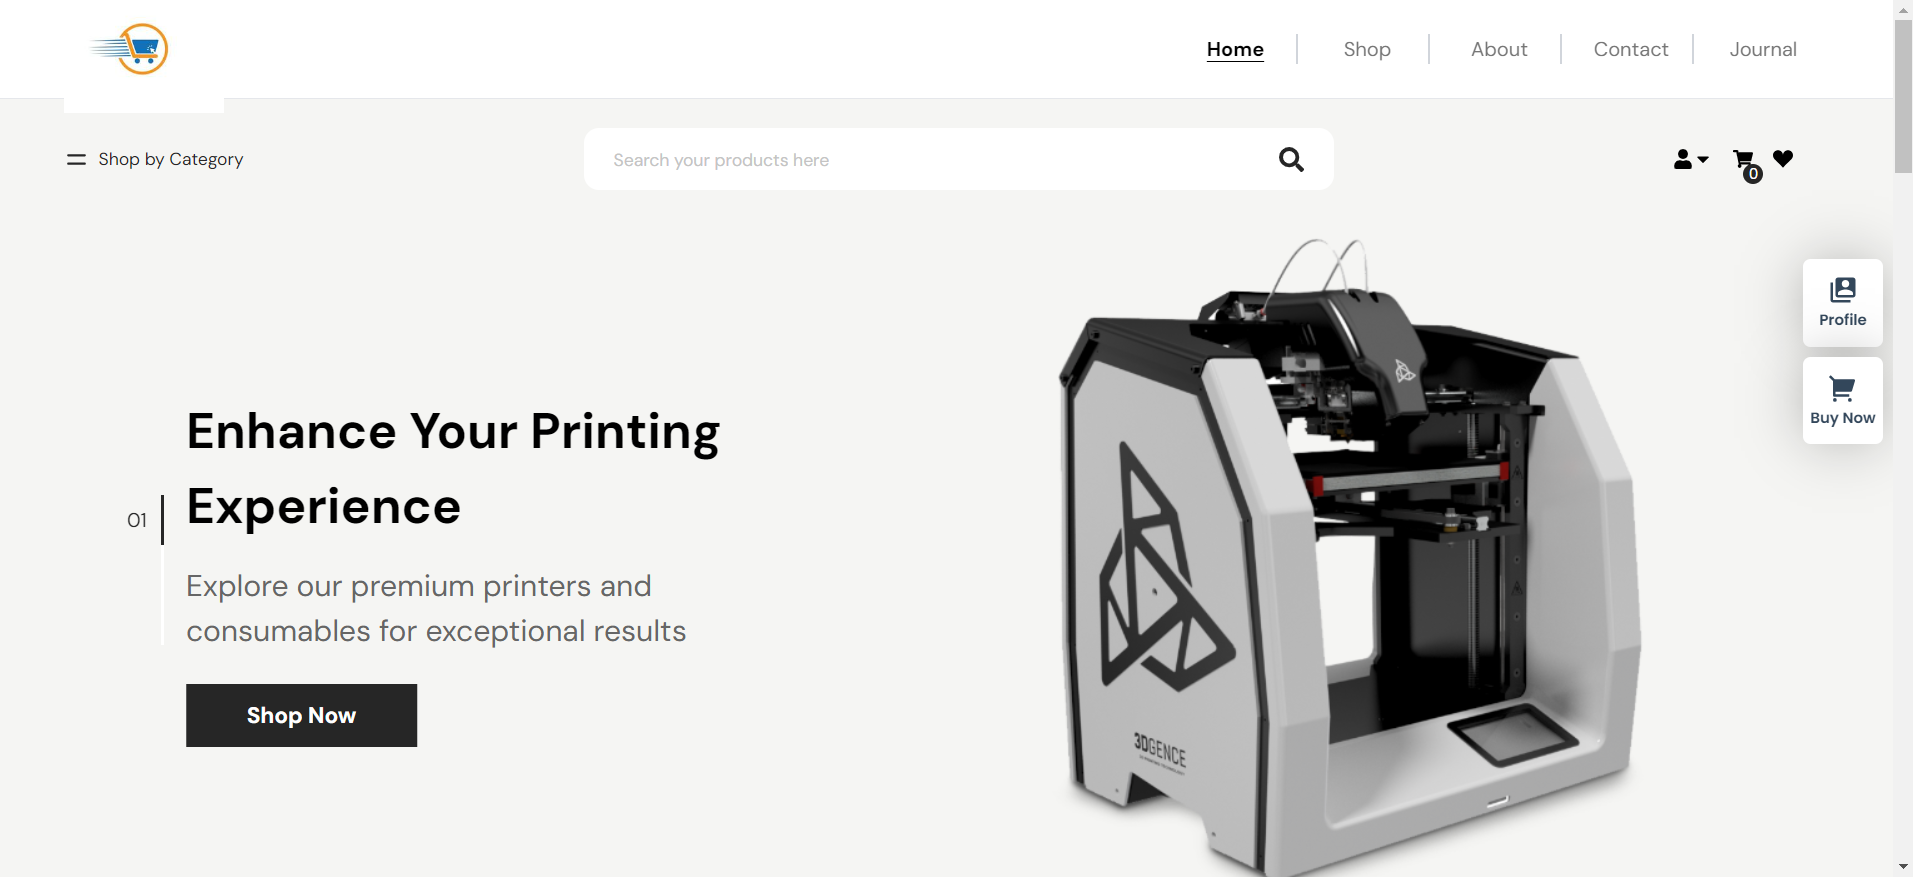 Home
Shop
About
Contact
Journal
Shop by Category
Search your products here
0
Profile
Buy Now
Enhance Your Printing
Experience
01
Explore our premium printers and
consumables for exceptional results
Shop Now
3DGENCE